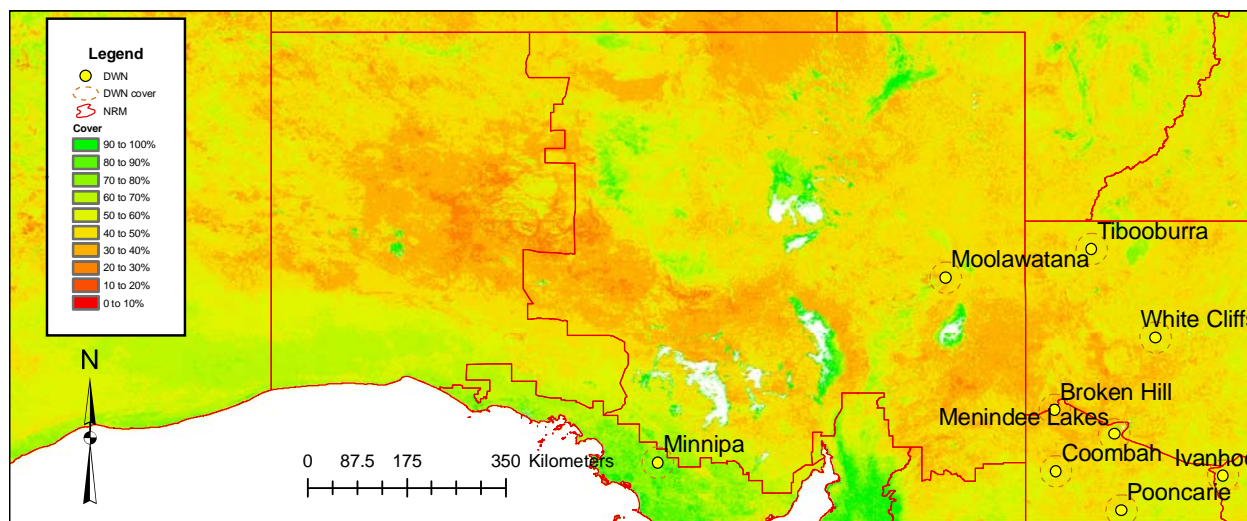 Legend
DWN
DWN cover
NRM
Cover
90 to 100%
80 to 90%
70 to 80%
60 to 70%
50 to 60%
40 to 50%
30 to 40%
20 to 30%
10 to 20%
0 to 10%
N
0 87.5 175 350 Kilometers
Tibooburra
Moolawatana
White Cliffs
Broken Hill
Menindee Lakes
Minnipa
Coombah
Ivanhoe
Pooncarie